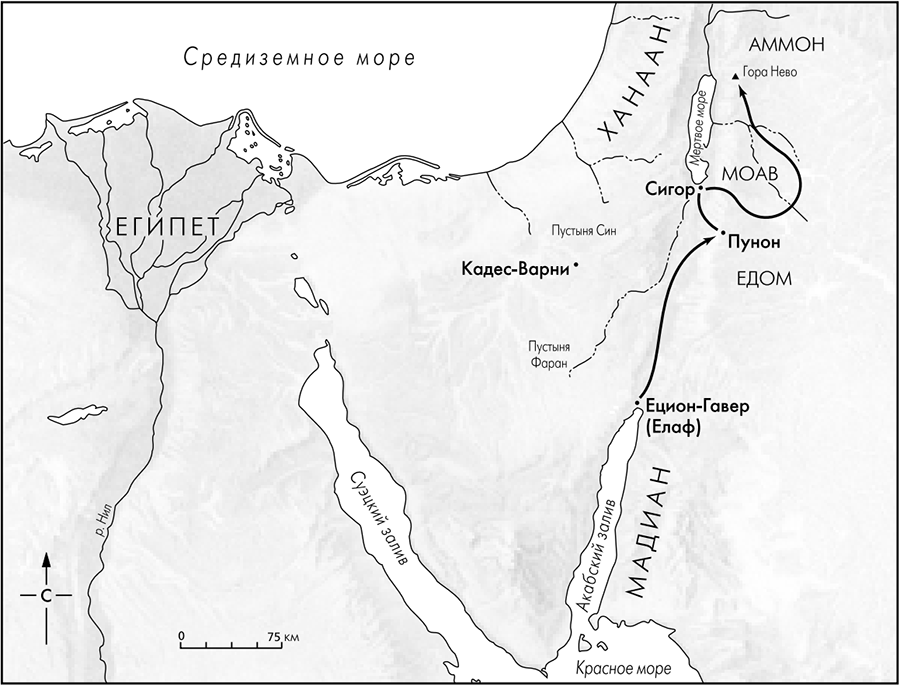 Средиземное море
ХАНААН
АММОН
Гора Нево
Мертвое море
МОАВ
Сигор
ЕГИПЕТ
Пустыня Син
Пунон
Кадес-Варни
ЕДОМ
Пустыня
Фаран
Ецион-Гавер
(Елаф)
Суэцкий залив
МАДИАН
р. Нил
Акабский залив
С
0 75 км
Красное море